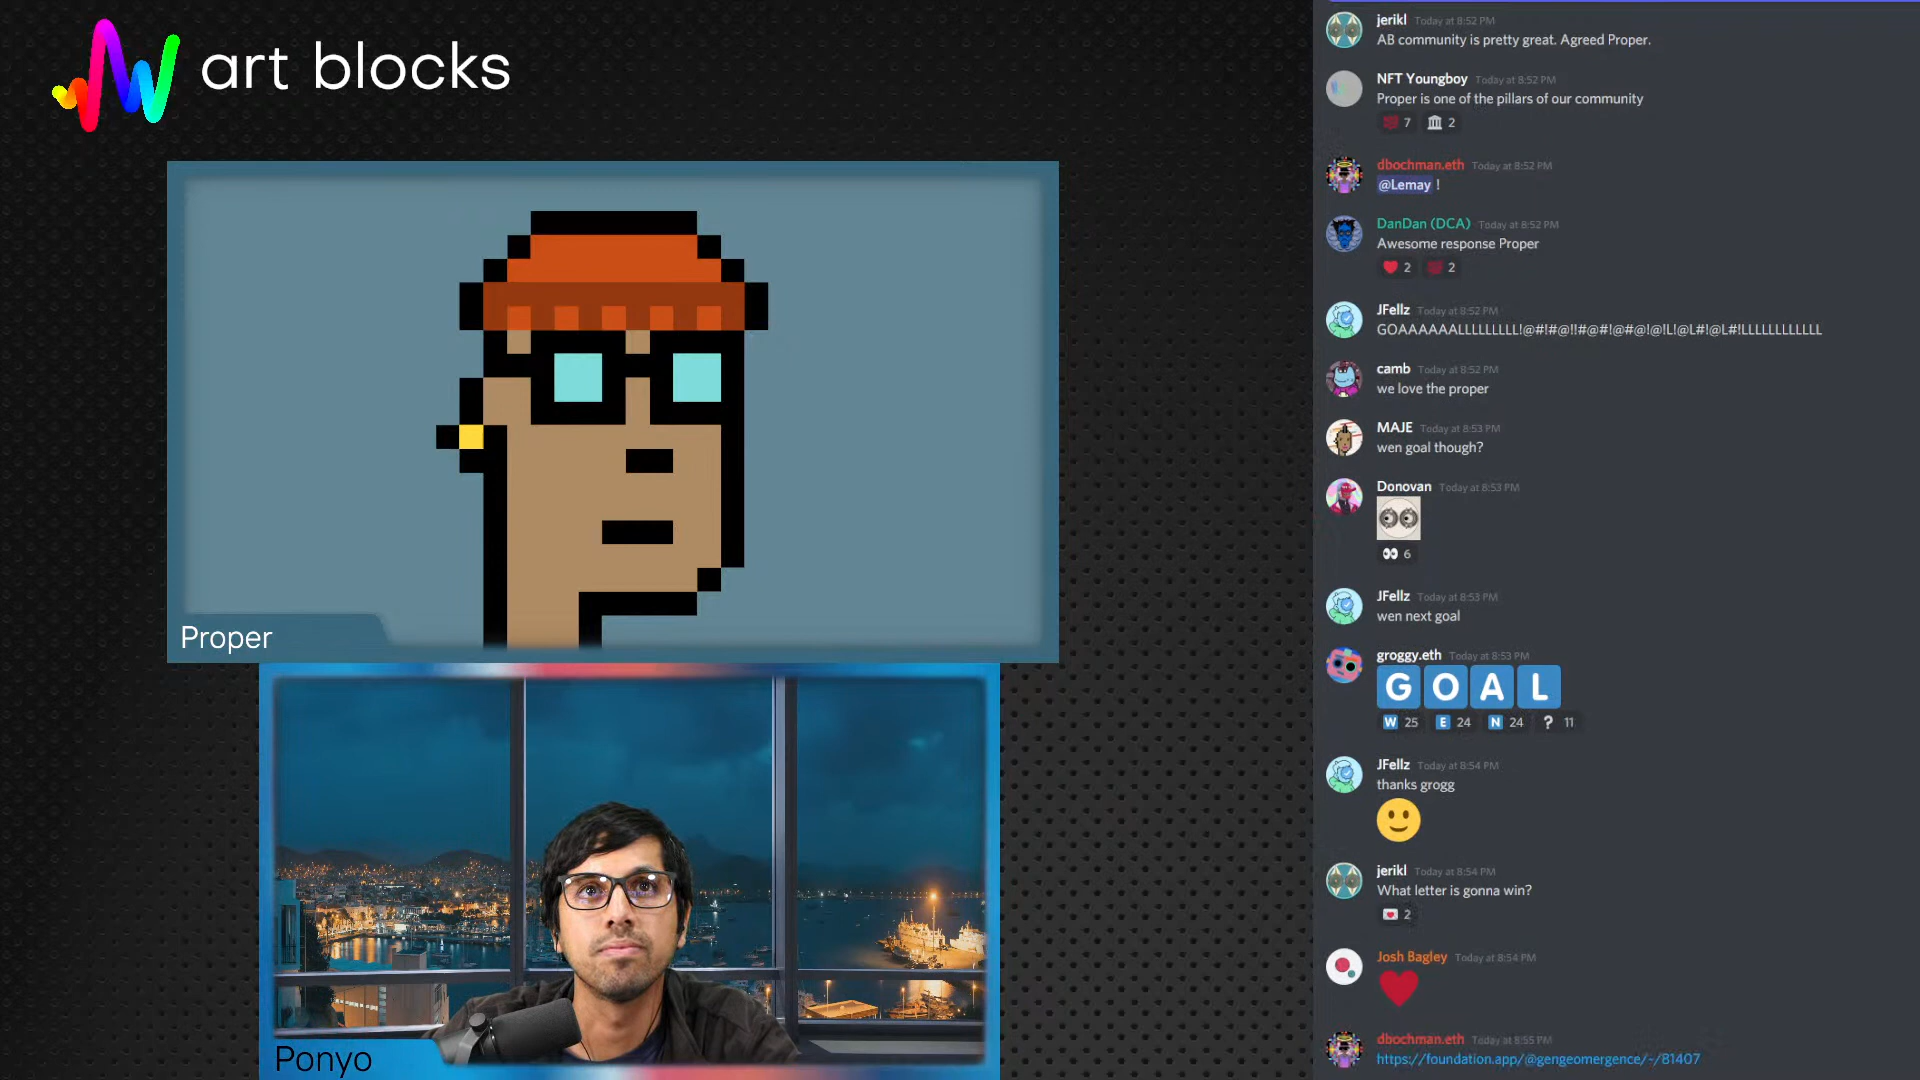 art blocks
Proper
Ponyo
jerikl Today at 8:52 PM
AB community is pretty great. Agreed Proper.
NFT Youngboy Today at 8:52 PM
Proper is one of the pillars of our community
7 2
dbochman.eth Today at 8:52 PM
@Lemay !
DanDan (DCA) Today at 8:52 PM
Awesome response Proper
2 2
JFellz Today at 8:52 PM
GOAAAAAALLLLLLLLL!@#!#@!!#@#!@#@!@!L!@L#!@L#!LLLLLLLLLLLL
camb Today at 8:52 PM
we love the proper
MAJE Today at 8:53 PM
wen goal though?
Donovan Today at 8:53 PM
6
JFellz Today at 8:53 PM
wen next goal
groggy.eth Today at 8:53 PM
G O A L
W 25 E 24 N 24 ? 11
JFellz Today at 8:54 PM
thanks grogg
jerikl Today at 8:54 PM
What letter is gonna win?
2
Josh Bagley Today at 8:54 PM
dbochman.eth Today at 8:55 PM
https://foundation.app/@gengeomergence/-/81407